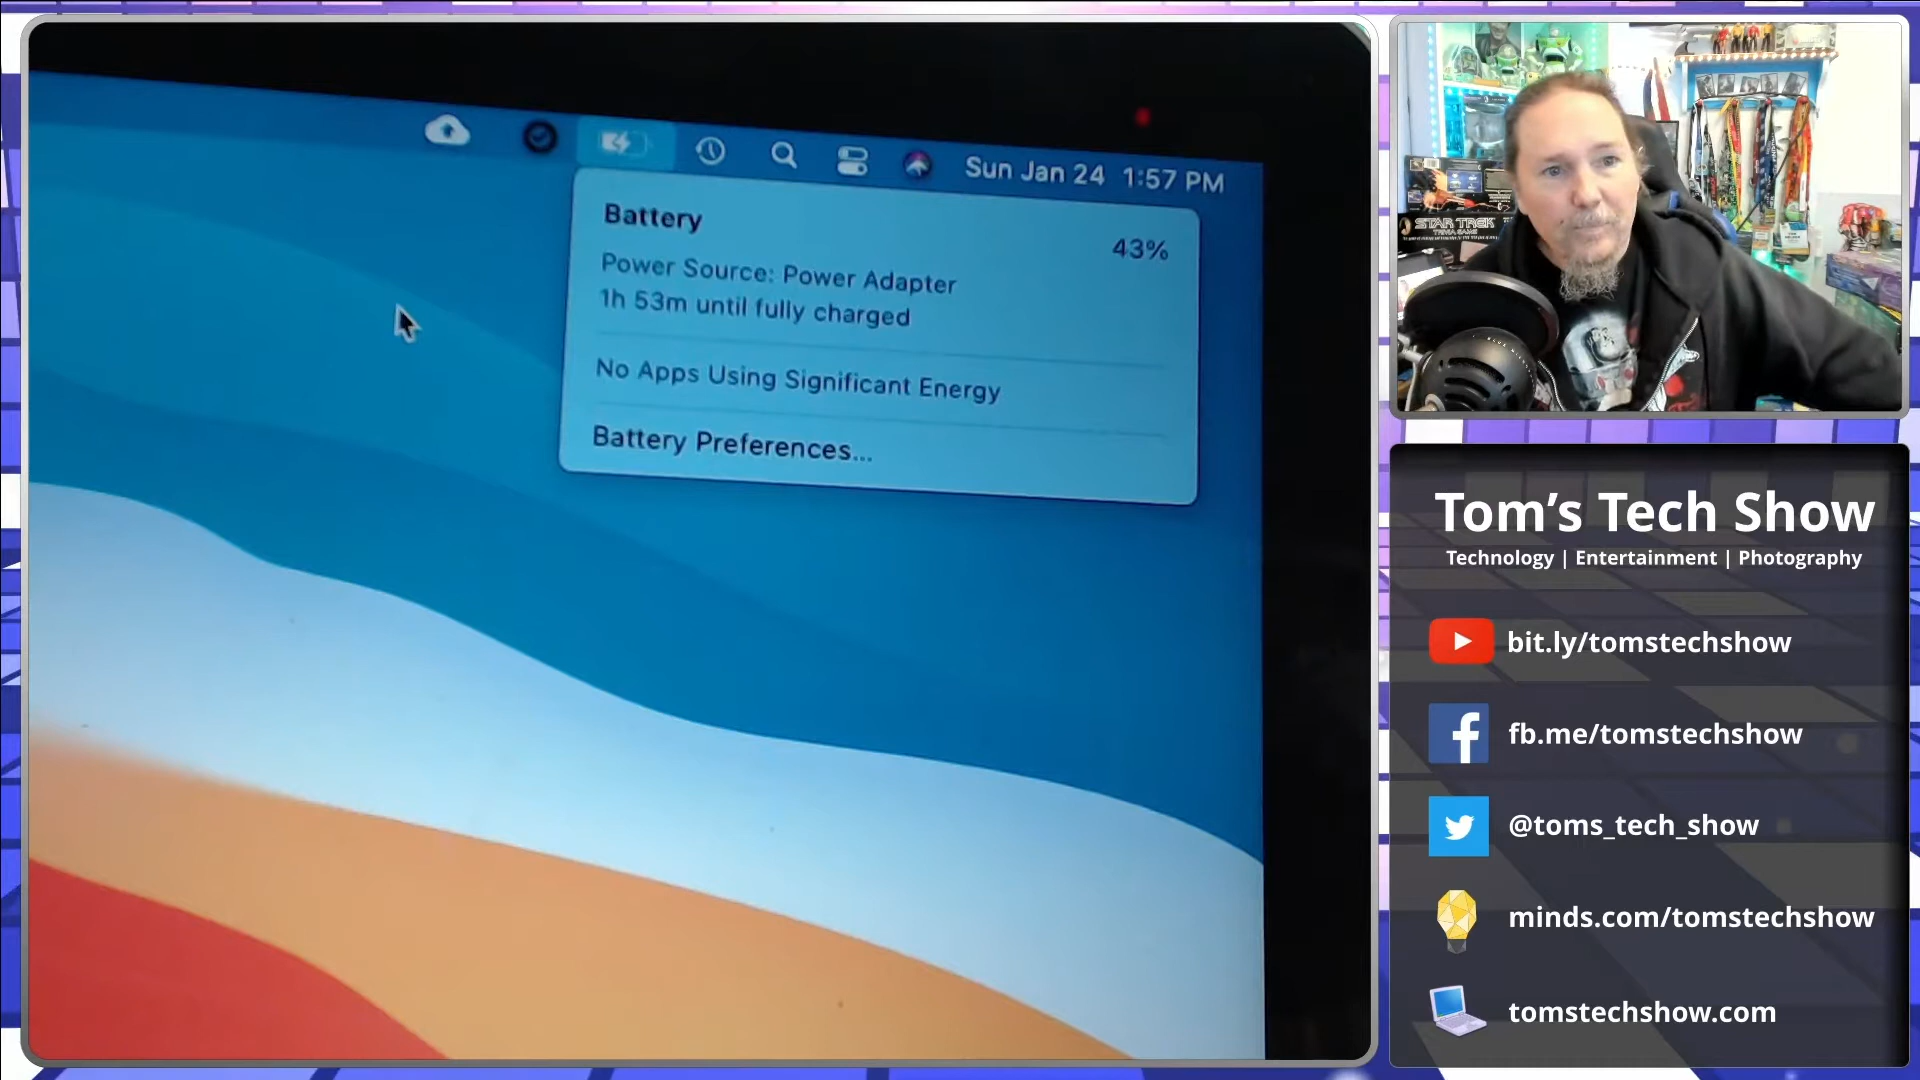 Sun Jan 24 1:57 PM
Battery
43%
Power Source: Power Adapter
1h 53m until fully charged
No Apps Using Significant Energy
Battery Preferences...
STAR TREK
TRIVIA GAME
Tom's Tech Show
Technology | Entertainment | Photography
bit.ly/tomstechshow
fb.me/tomstechshow
@toms_tech_show
minds.com/tomstechshow
tomstechshow.com